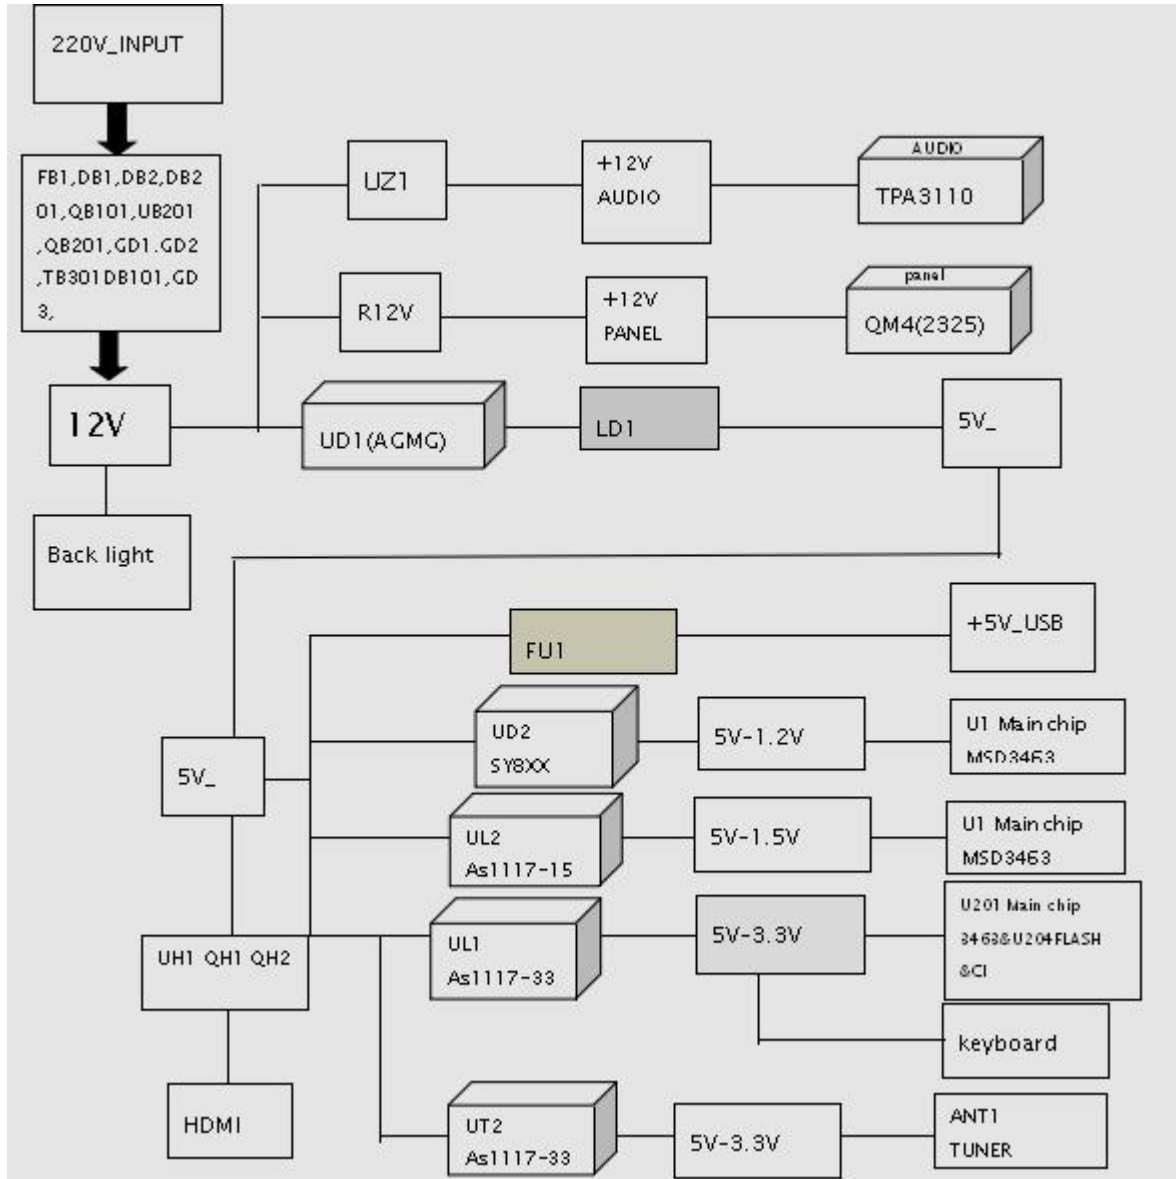 220V_INPUT
FB1,DB1,DB2,DB2
01,QB101,UB201
,QB201,GD1.GD2
,TB301DB101,GD
3,
UZ1
+12V
AUDIO
AUDIO
TPA3110
R12V
+12V
PANEL
panel
QM4(2325)
12V
UD1(AGMG)
LD1
5V_
Back light
FU1
+5V_USB
UD2
SY8XX
5V-1.2V
U1 Main chip
MSD3463
5V_
UL2
As1117-15
5V-1.5V
U1 Main chip
MSD3463
UH1 QH1 QH2
UL1
As1117-33
5V-3.3V
U201 Main chip
3463&U204FLASH
&CI
keyboard
HDMI
UT2
As1117-33
5V-3.3V
ANT1
TUNER